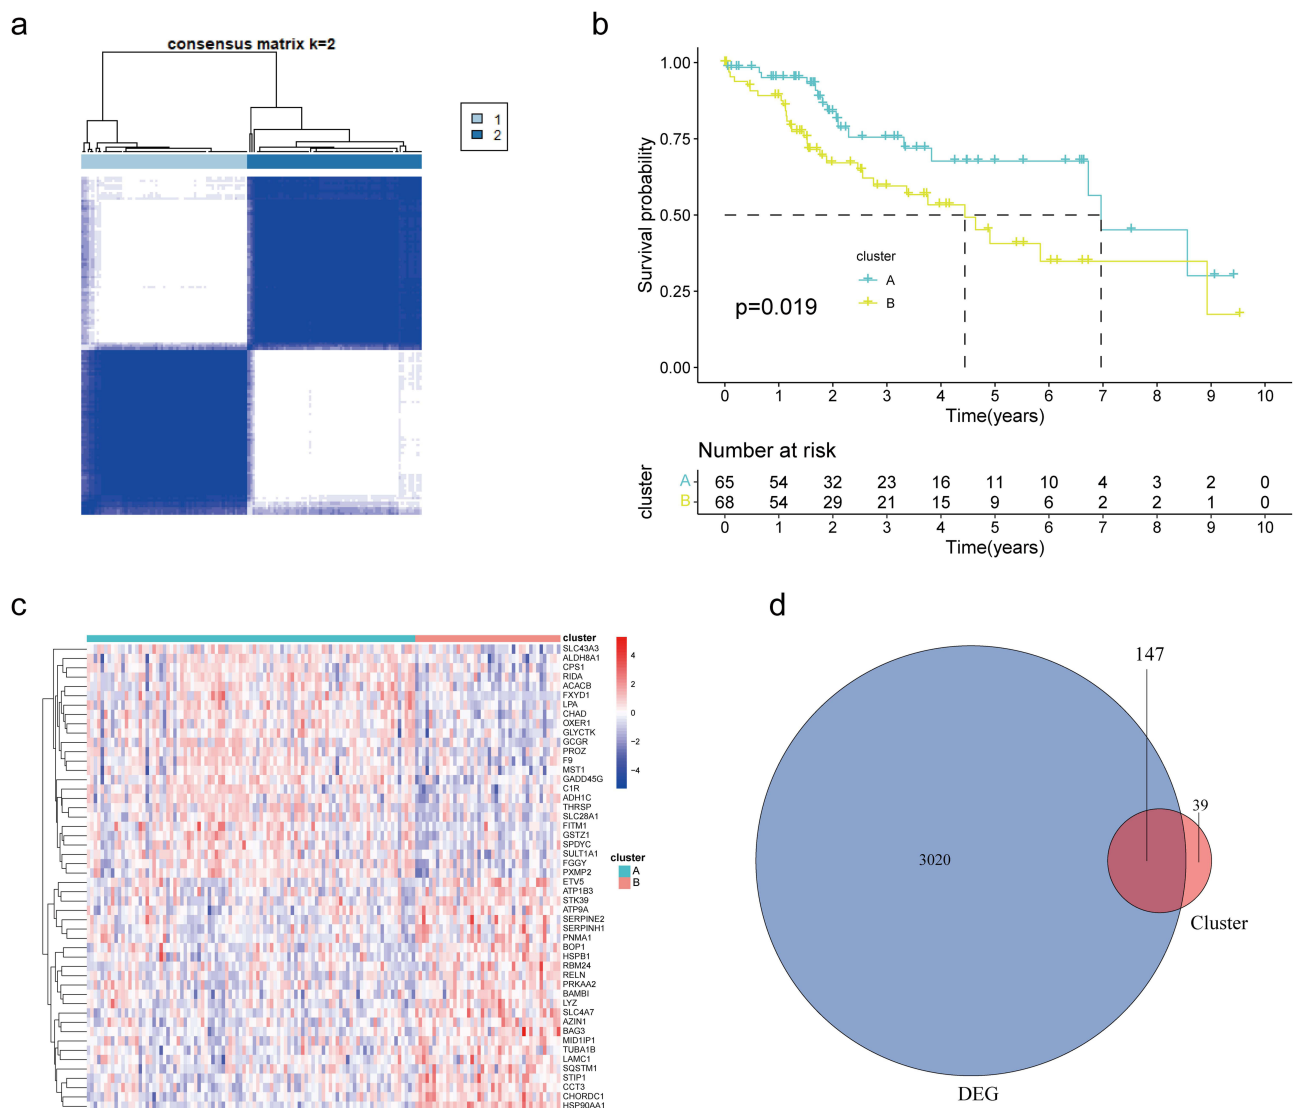 a
consensus matrix k=2
1
2
b
1.00
0.75
0.50
0.25
0.00
Survival probability
cluster
A
B
p=0.019
0 1 2 3 4 5 6 7 8 9 10
Time(years)
Number at risk
cluster
A 65 54 32 23 16 11 10 4 3 2 0
B 68 54 29 21 15 9 6 2 2 1 0
0 1 2 3 4 5 6 7 8 9 10
Time(years)
c
cluster
SLC43A3
ALDH8A1
CPS1
RIDA
ACACB
FXYD1
LPA
CHAD
OXER1
GLYCTK
GCGR
PROZ
F9
MST1
GADD45G
C1R
ADH1C
THRSP
SLC28A1
FITM1
GSTZ1
SPDYC
SULT1A1
FGGY
PXMP2
ETV5
ATP1B3
STK39
ATP9A
SERPINE2
SERPINH1
PNMA1
BOP1
HSPB1
RBM24
RELN
PRKAA2
BAMBI
LYZ
SLC4A7
AZIN1
BAG3
MID1IP1
TUBA1B
LAMC1
SQSTM1
STIP1
CCT3
CHORDC1
HSP90AA1
4
2
0
−2
−4
cluster
A
B
d
147
39
3020
Cluster
DEG